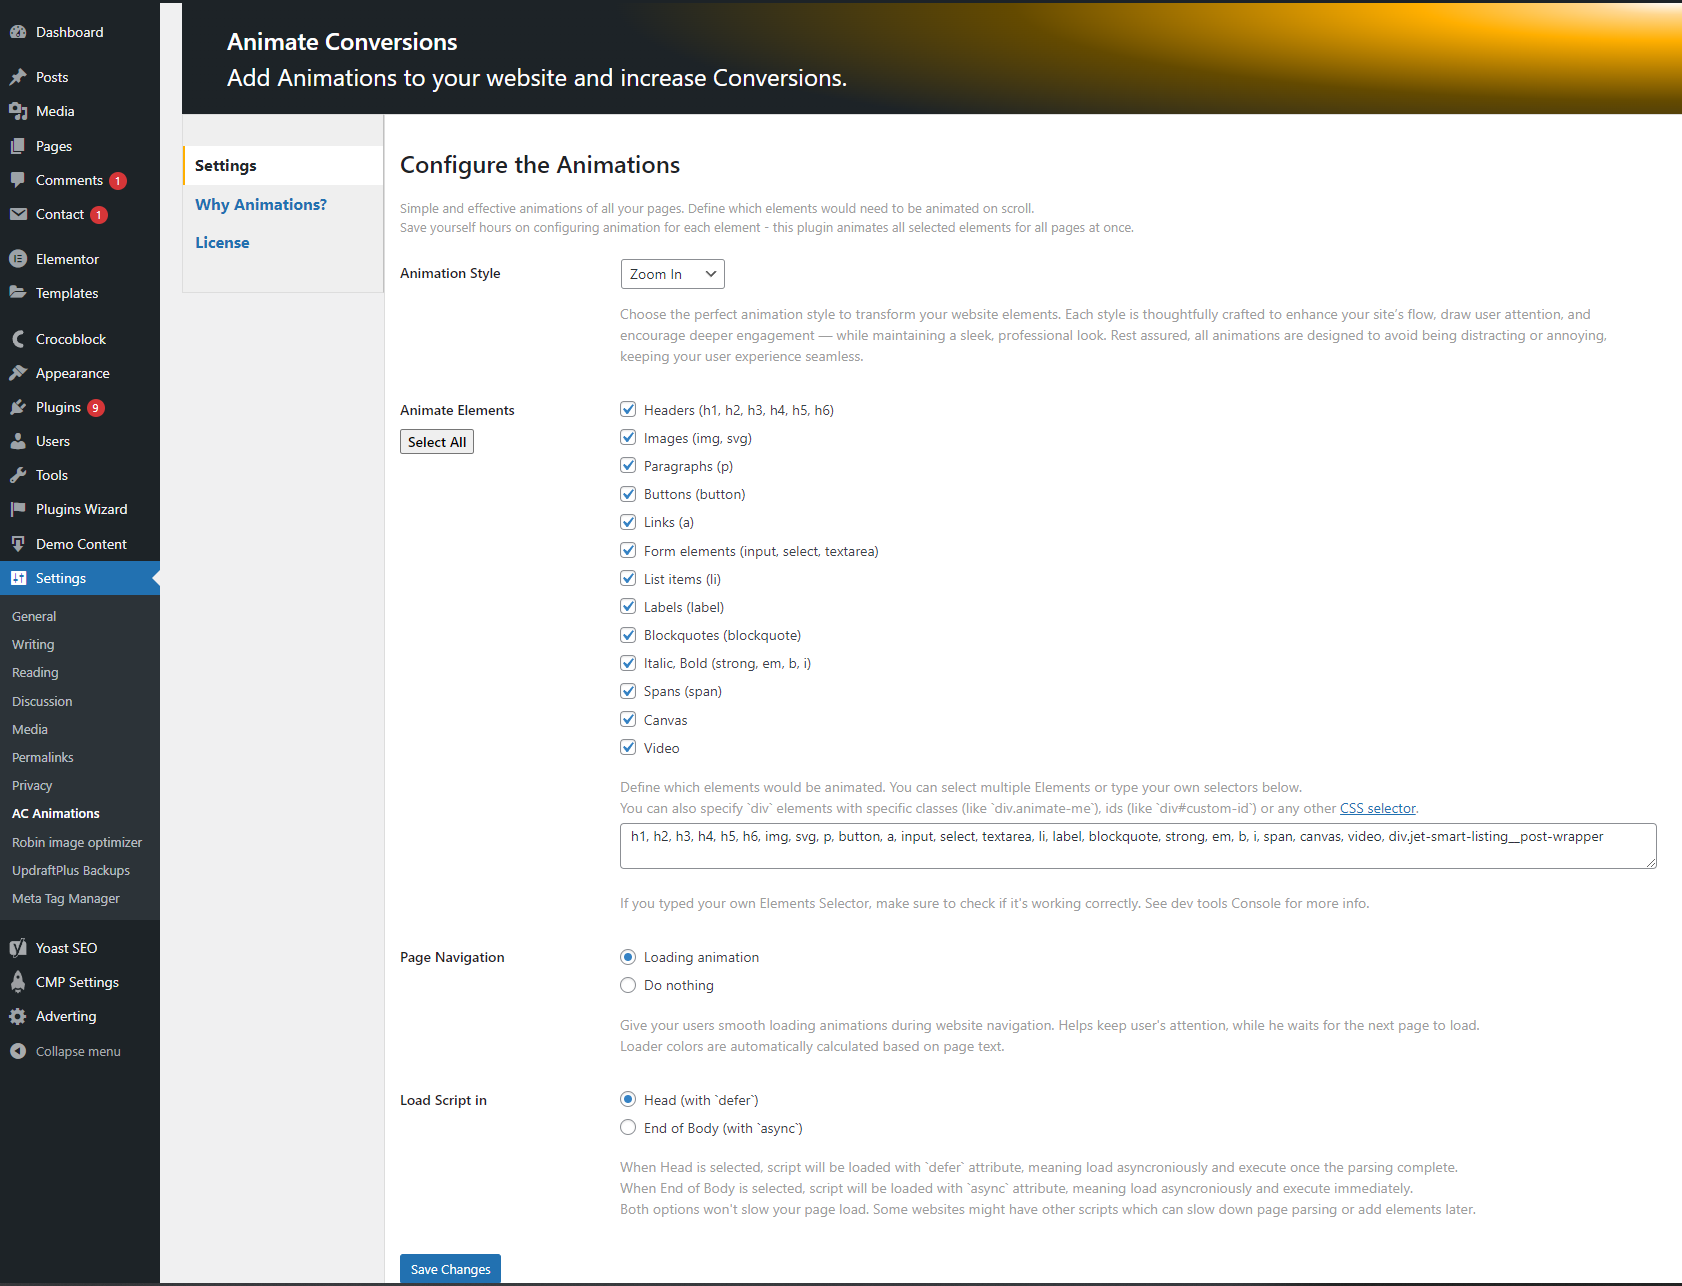 Dashboard
Posts
Media
Pages
Comments 1
Contact 1
Elementor
Templates
Crocoblock
Appearance
Plugins 9
Users
Tools
Plugins Wizard
Demo Content
Settings
General
Writing
Reading
Discussion
Media
Permalinks
Privacy
AC Animations
Robin image optimizer
UpdraftPlus Backups
Meta Tag Manager
Yoast SEO
CMP Settings
Adverting
Collapse menu
Animate Conversions
Add Animations to your website and increase Conversions.
Settings
Why Animations?
License
Configure the Animations
Simple and effective animations of all your pages. Define which elements would need to be animated on scroll.
Save yourself hours on configuring animation for each element - this plugin animates all selected elements for all pages at once.
Animation Style
Zoom In
Choose the perfect animation style to transform your website elements. Each style is thoughtfully crafted to enhance your site's flow, draw user attention, and
encourage deeper engagement — while maintaining a sleek, professional look. Rest assured, all animations are designed to avoid being distracting or annoying,
keeping your user experience seamless.
Animate Elements
Select All
Headers (h1, h2, h3, h4, h5, h6)
Images (img, svg)
Paragraphs (p)
Buttons (button)
Links (a)
Form elements (input, select, textarea)
List items (li)
Labels (label)
Blockquotes (blockquote)
Italic, Bold (strong, em, b, i)
Spans (span)
Canvas
Video
Define which elements would be animated. You can select multiple Elements or type your own selectors below.
You can also specify `div` elements with specific classes (like `div.animate-me`), ids (like `div#custom-id`) or any other CSS selector.
h1, h2, h3, h4, h5, h6, img, svg, p, button, a, input, select, textarea, li, label, blockquote, strong, em, b, i, span, canvas, video, div.jet-smart-listing__post-wrapper
If you typed your own Elements Selector, make sure to check if it's working correctly. See dev tools Console for more info.
Page Navigation
Loading animation
Do nothing
Give your users smooth loading animations during website navigation. Helps keep user's attention, while he waits for the next page to load.
Loader colors are automatically calculated based on page text.
Load Script in
Head (with `defer`)
End of Body (with `async`)
When Head is selected, script will be loaded with `defer` attribute, meaning load asyncroniously and execute once the parsing complete.
When End of Body is selected, script will be loaded with `async` attribute, meaning load asyncroniously and execute immediately.
Both options won't slow your page load. Some websites might have other scripts which can slow down page parsing or add elements later.
Save Changes